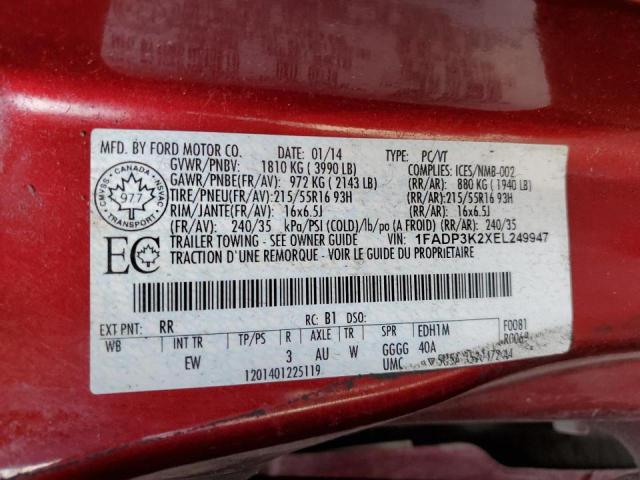 MFD. BY FORD MOTOR CO. DATE: 01/14 TYPE: PC/VT
GVWR/PNBV: 1810 KG ( 3990 LB) COMPLIES: ICES/NMB-002
GAWR/PNBE(FR/AV): 972 KG ( 2143 LB) (RR/AR): 880 KG ( 1940 LB)
TIRE/PNEU(FR/AV):215/55R16 93H (RR/AR):215/55R16 93H
RIM/JANTE(FR/AV): 16x6.5J (RR/AR): 16x6.5J
(FR/AV): 240/35 kPa/PSI (COLD)/lb/po (A FROID) (RR/AR): 240/35
TRAILER TOWING - SEE OWNER GUIDE VIN: 1FADP3K2XEL249947
TRACTION D'UNE REMORQUE - VOIR LE GUIDE
CMVSS · CANADA · NSVAC
977
TRANSPORT
EC
EXT PNT: RR RC: B1 DSO:
WB INT TR TP/PS R AXLE TR SPR EDH1M F0081
EW 3 AU W GGGG 40A
UMC
1201401225119